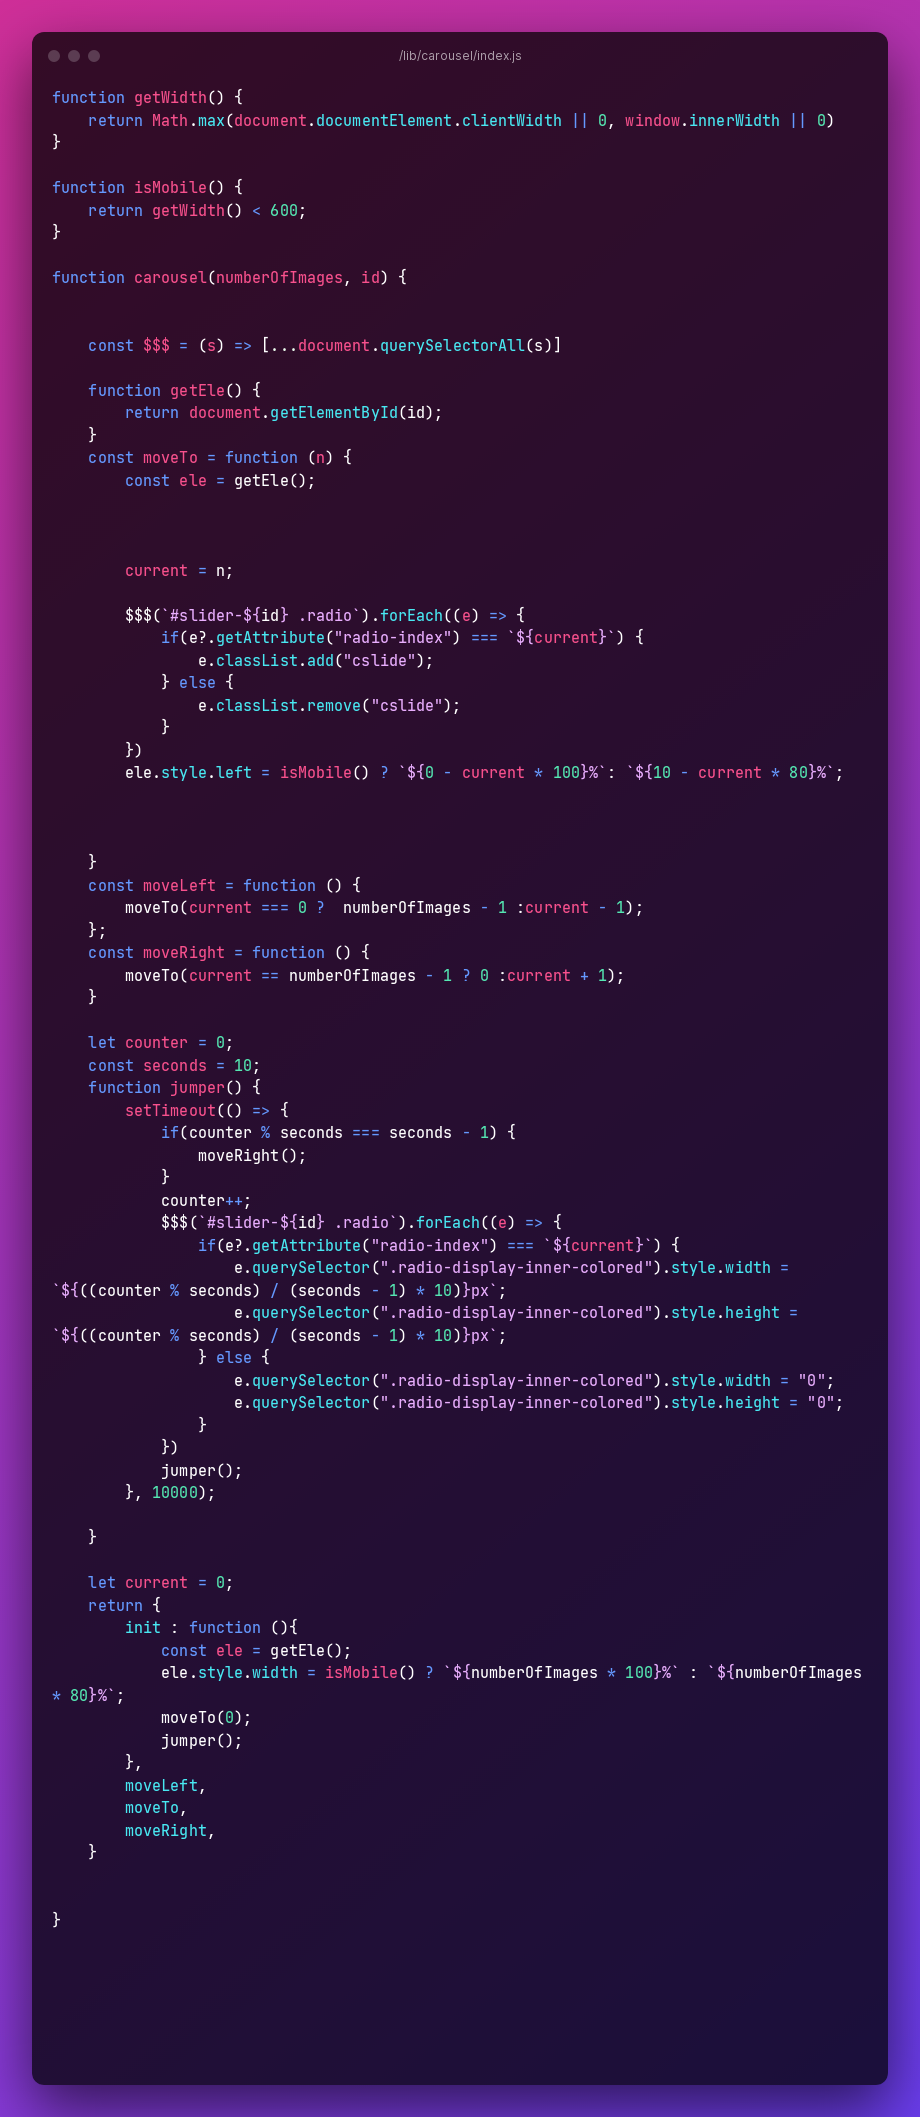 /lib/carousel/index.js
function getWidth() {
    return Math.max(document.documentElement.clientWidth || 0, window.innerWidth || 0)
}

function isMobile() {
    return getWidth() < 600;
}

function carousel(numberOfImages, id) {


    const $$$ = (s) => [...document.querySelectorAll(s)]

    function getEle() {
        return document.getElementById(id);
    }
    const moveTo = function (n) {
        const ele = getEle();



        current = n;

        $$$(`#slider-${id} .radio`).forEach((e) => {
            if(e?.getAttribute("radio-index") === `${current}`) {
                e.classList.add("cslide");
            } else {
                e.classList.remove("cslide");
            }
        })
        ele.style.left = isMobile() ? `${0 - current * 100}%`: `${10 - current * 80}%`;



    }
    const moveLeft = function () {
        moveTo(current === 0 ?  numberOfImages - 1 :current - 1);
    };
    const moveRight = function () {
        moveTo(current == numberOfImages - 1 ? 0 :current + 1);
    }

    let counter = 0;
    const seconds = 10;
    function jumper() {
        setTimeout(() => {
            if(counter % seconds === seconds - 1) {
                moveRight();
            }
            counter++;
            $$$(`#slider-${id} .radio`).forEach((e) => {
                if(e?.getAttribute("radio-index") === `${current}`) {
                    e.querySelector(".radio-display-inner-colored").style.width =
`${((counter % seconds) / (seconds - 1) * 10)}px`;
                    e.querySelector(".radio-display-inner-colored").style.height =
`${((counter % seconds) / (seconds - 1) * 10)}px`;
                } else {
                    e.querySelector(".radio-display-inner-colored").style.width = "0";
                    e.querySelector(".radio-display-inner-colored").style.height = "0";
                }
            })
            jumper();
        }, 10000);

    }

    let current = 0;
    return {
        init : function (){
            const ele = getEle();
            ele.style.width = isMobile() ? `${numberOfImages * 100}%` : `${numberOfImages
* 80}%`;
            moveTo(0);
            jumper();
        },
        moveLeft,
        moveTo,
        moveRight,
    }


}